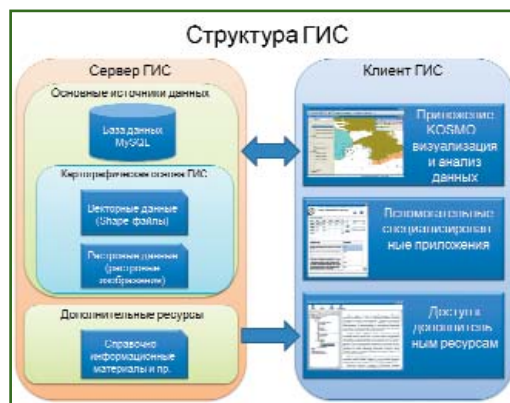 Структура ГИС
Сервер ГИС
Основные источники данных
База данных
MySQL
Картографическая основа ГИС
Векторные данные
(Shape файлы)
Растровые данные
(растровые
изображения)
Дополнительные ресурсы
Справочно
информационные
материалы и пр.
Клиент ГИС
Приложение
KOSMO
визуализация
и анализ
данных
Вспомогательные
специализирован
ные приложения
Доступ к
дополнитель
ным ресурсам